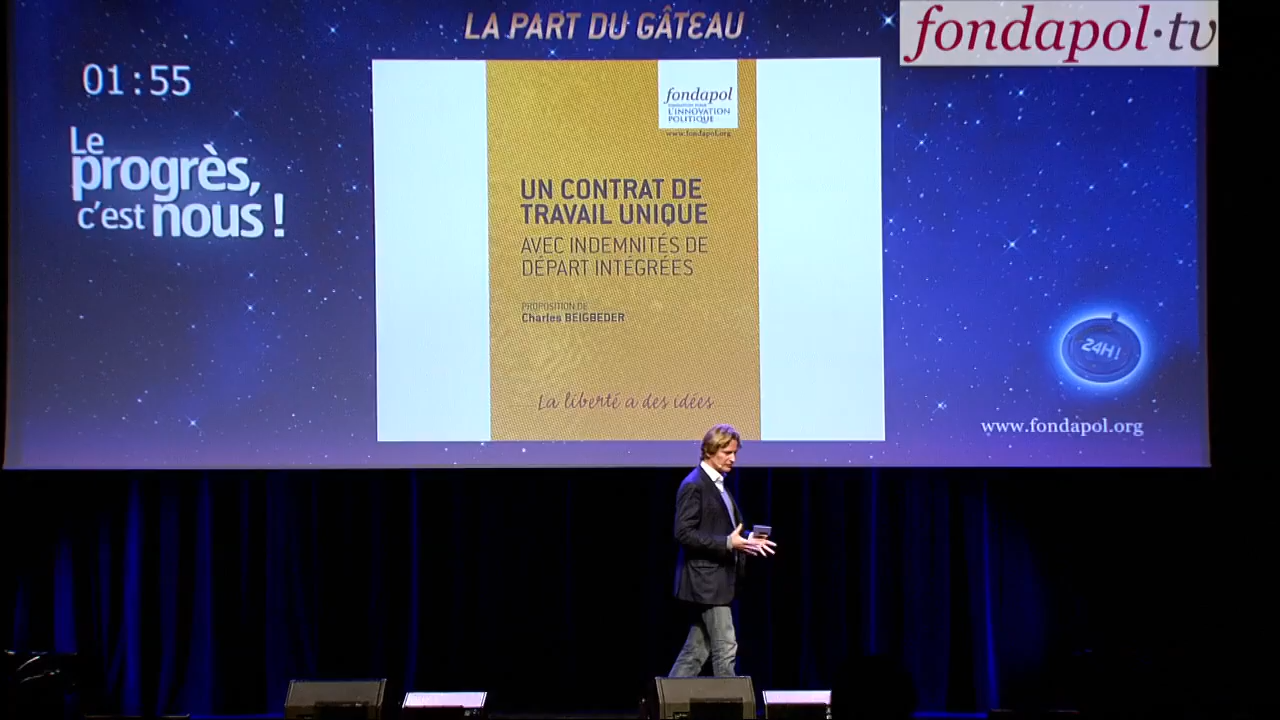 LA PART DU GÂTEAU
fondapol·tv
01:55
Le
progrès,
c'est nous !
fondapol
L'INNOVATION
POLITIQUE
www.fondapol.org
UN CONTRAT DE
TRAVAIL UNIQUE
AVEC INDEMNITÉS DE
DÉPART INTÉGRÉES
PROPOSITION DE
Charles BEIGBEDER
La liberté a des idées
24H!
www.fondapol.org